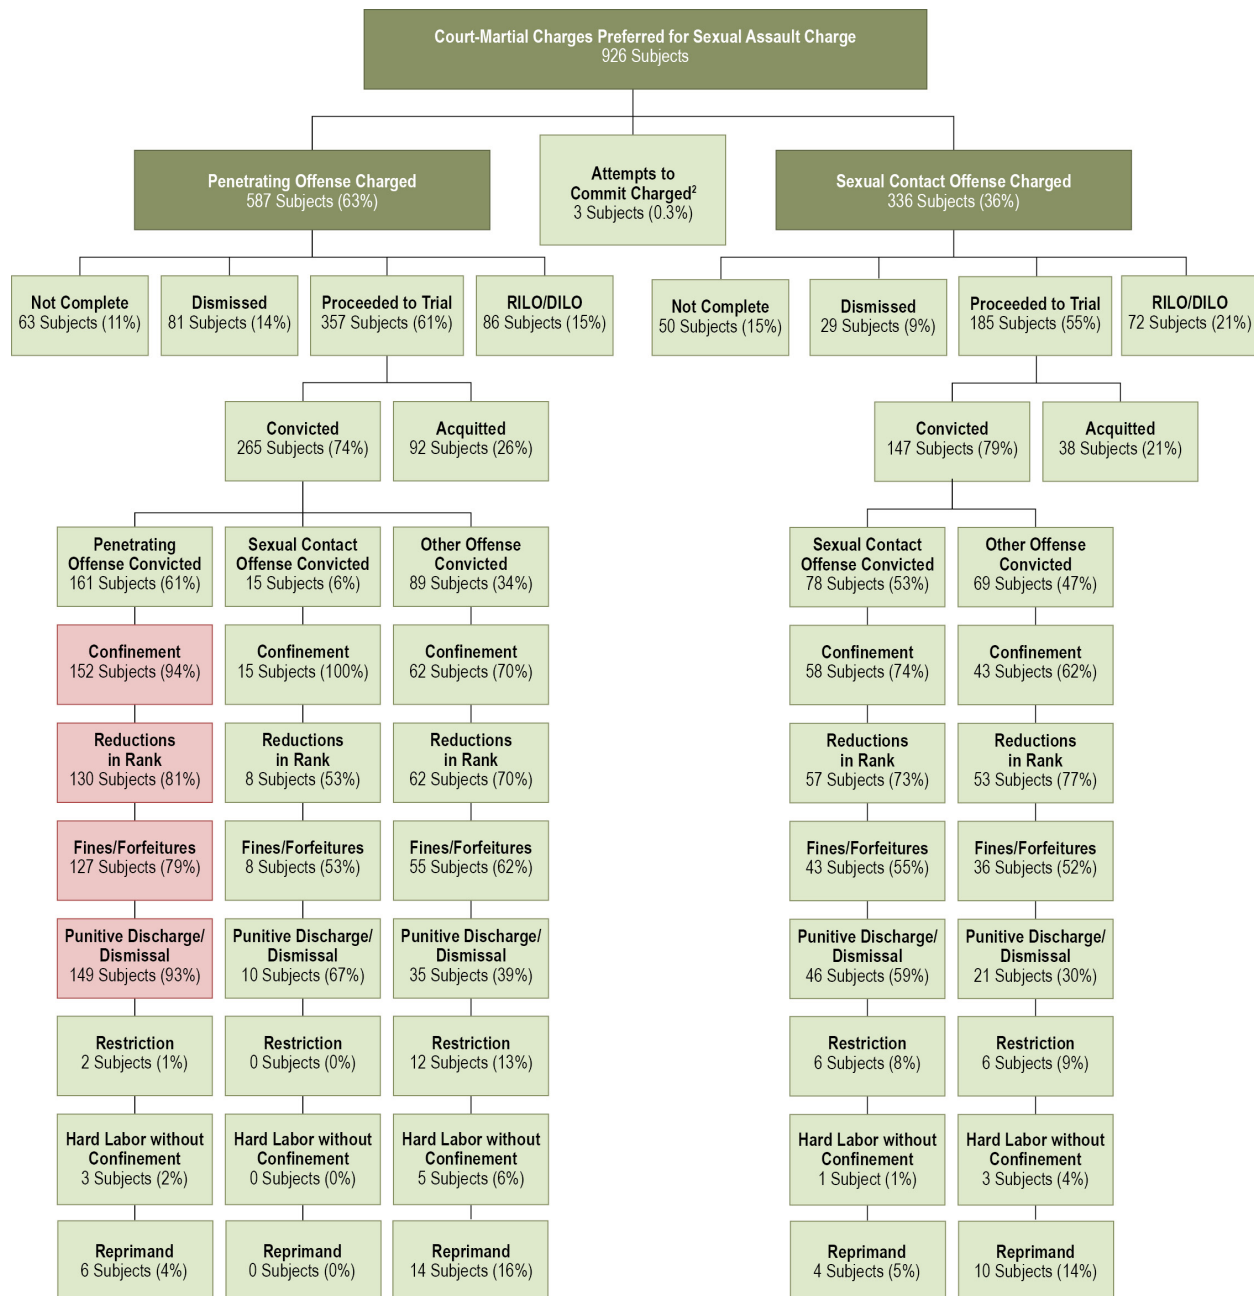 Court-Martial Charges Preferred for Sexual Assault Charge
926 Subjects
Penetrating Offense Charged
587 Subjects (63%)
Attempts to
Commit Charged²
3 Subjects (0.3%)
Sexual Contact Offense Charged
336 Subjects (36%)
Not Complete
63 Subjects (11%)
Dismissed
81 Subjects (14%)
Proceeded to Trial
357 Subjects (61%)
RILO/DILO
86 Subjects (15%)
Not Complete
50 Subjects (15%)
Dismissed
29 Subjects (9%)
Proceeded to Trial
185 Subjects (55%)
RILO/DILO
72 Subjects (21%)
Convicted
265 Subjects (74%)
Acquitted
92 Subjects (26%)
Convicted
147 Subjects (79%)
Acquitted
38 Subjects (21%)
Penetrating
Offense Convicted
161 Subjects (61%)
Sexual Contact
Offense Convicted
15 Subjects (6%)
Other Offense
Convicted
89 Subjects (34%)
Sexual Contact
Offense Convicted
78 Subjects (53%)
Other Offense
Convicted
69 Subjects (47%)
Confinement
152 Subjects (94%)
Confinement
15 Subjects (100%)
Confinement
62 Subjects (70%)
Confinement
58 Subjects (74%)
Confinement
43 Subjects (62%)
Reductions
in Rank
130 Subjects (81%)
Reductions
in Rank
8 Subjects (53%)
Reductions
in Rank
62 Subjects (70%)
Reductions
in Rank
57 Subjects (73%)
Reductions
in Rank
53 Subjects (77%)
Fines/Forfeitures
127 Subjects (79%)
Fines/Forfeitures
8 Subjects (53%)
Fines/Forfeitures
55 Subjects (62%)
Fines/Forfeitures
43 Subjects (55%)
Fines/Forfeitures
36 Subjects (52%)
Punitive Discharge/
Dismissal
149 Subjects (93%)
Punitive Discharge/
Dismissal
10 Subjects (67%)
Punitive Discharge/
Dismissal
35 Subjects (39%)
Punitive Discharge/
Dismissal
46 Subjects (59%)
Punitive Discharge/
Dismissal
21 Subjects (30%)
Restriction
2 Subjects (1%)
Restriction
0 Subjects (0%)
Restriction
12 Subjects (13%)
Restriction
6 Subjects (8%)
Restriction
6 Subjects (9%)
Hard Labor without
Confinement
3 Subjects (2%)
Hard Labor without
Confinement
0 Subjects (0%)
Hard Labor without
Confinement
5 Subjects (6%)
Hard Labor without
Confinement
1 Subject (1%)
Hard Labor without
Confinement
3 Subjects (4%)
Reprimand
6 Subjects (4%)
Reprimand
0 Subjects (0%)
Reprimand
14 Subjects (16%)
Reprimand
4 Subjects (5%)
Reprimand
10 Subjects (14%)